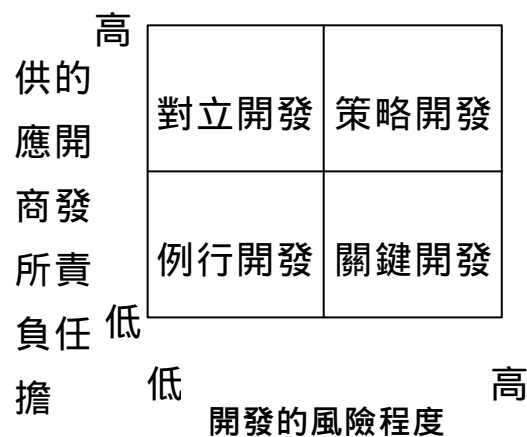 高
供應商所負擔
的開發責任
對立開發
策略開發
例行開發
關鍵開發
低
低
高
開發的風險程度